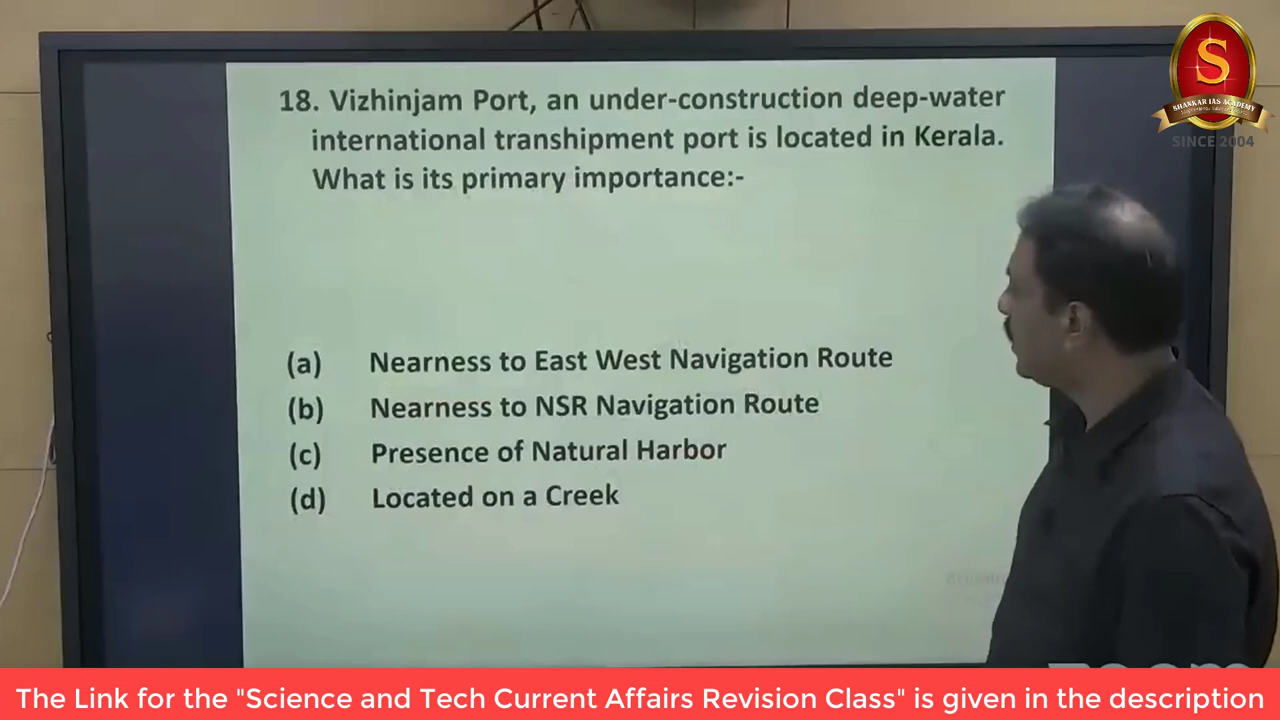 S
SHANKAR IAS ACADEMY
SINCE 2004
18. Vizhinjam Port, an under-construction deep-water
international transhipment port is located in Kerala.
What is its primary importance:-
(a) Nearness to East West Navigation Route
(b) Nearness to NSR Navigation Route
(c) Presence of Natural Harbor
(d) Located on a Creek
The Link for the "Science and Tech Current Affairs Revision Class" is given in the description